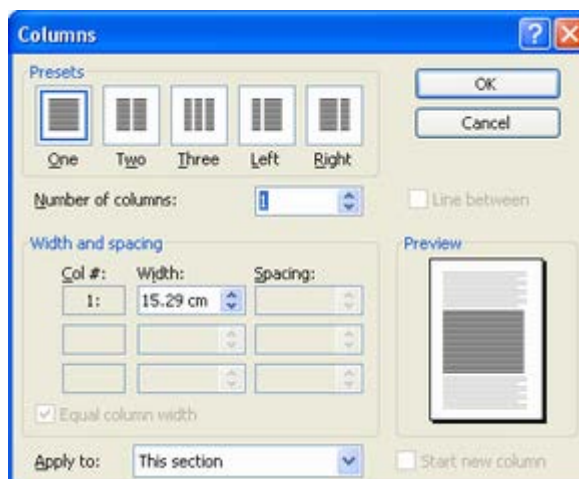 Columns
Presets
OK
Cancel
One Two Three Left Right
Number of columns: 1
Line between
Width and spacing
Preview
Col #: Width: Spacing:
1: 15.29 cm
Equal column width
Apply to: This section
Start new column